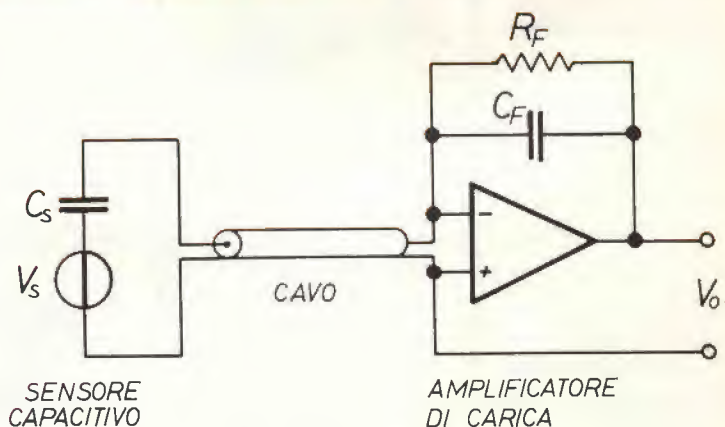 R_F
C_F
C_s
V_s
CAVO
−
+
V_o
SENSORE
CAPACITIVO
AMPLIFICATORE
DI CARICA